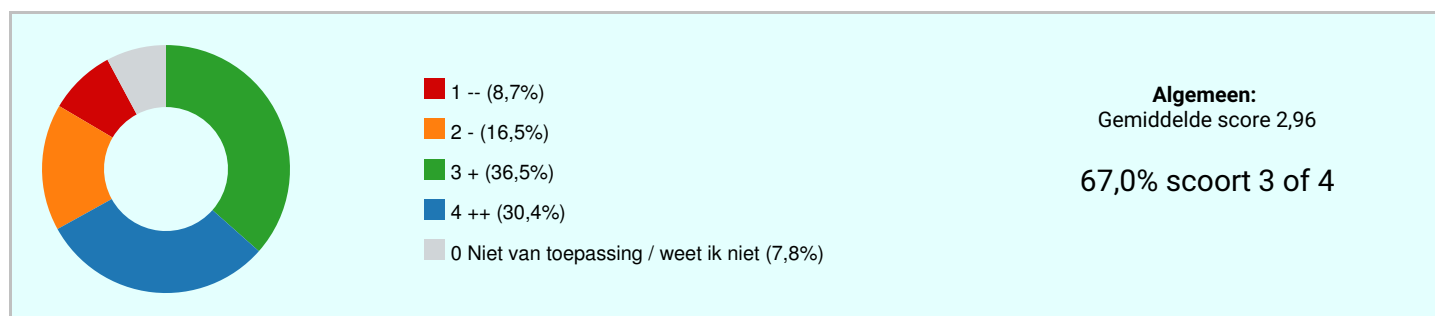 1 -- (8,7%)
2 - (16,5%)
3 + (36,5%)
4 ++ (30,4%)
0 Niet van toepassing / weet ik niet (7,8%)
Algemeen:
Gemiddelde score 2,96
67,0% scoort 3 of 4